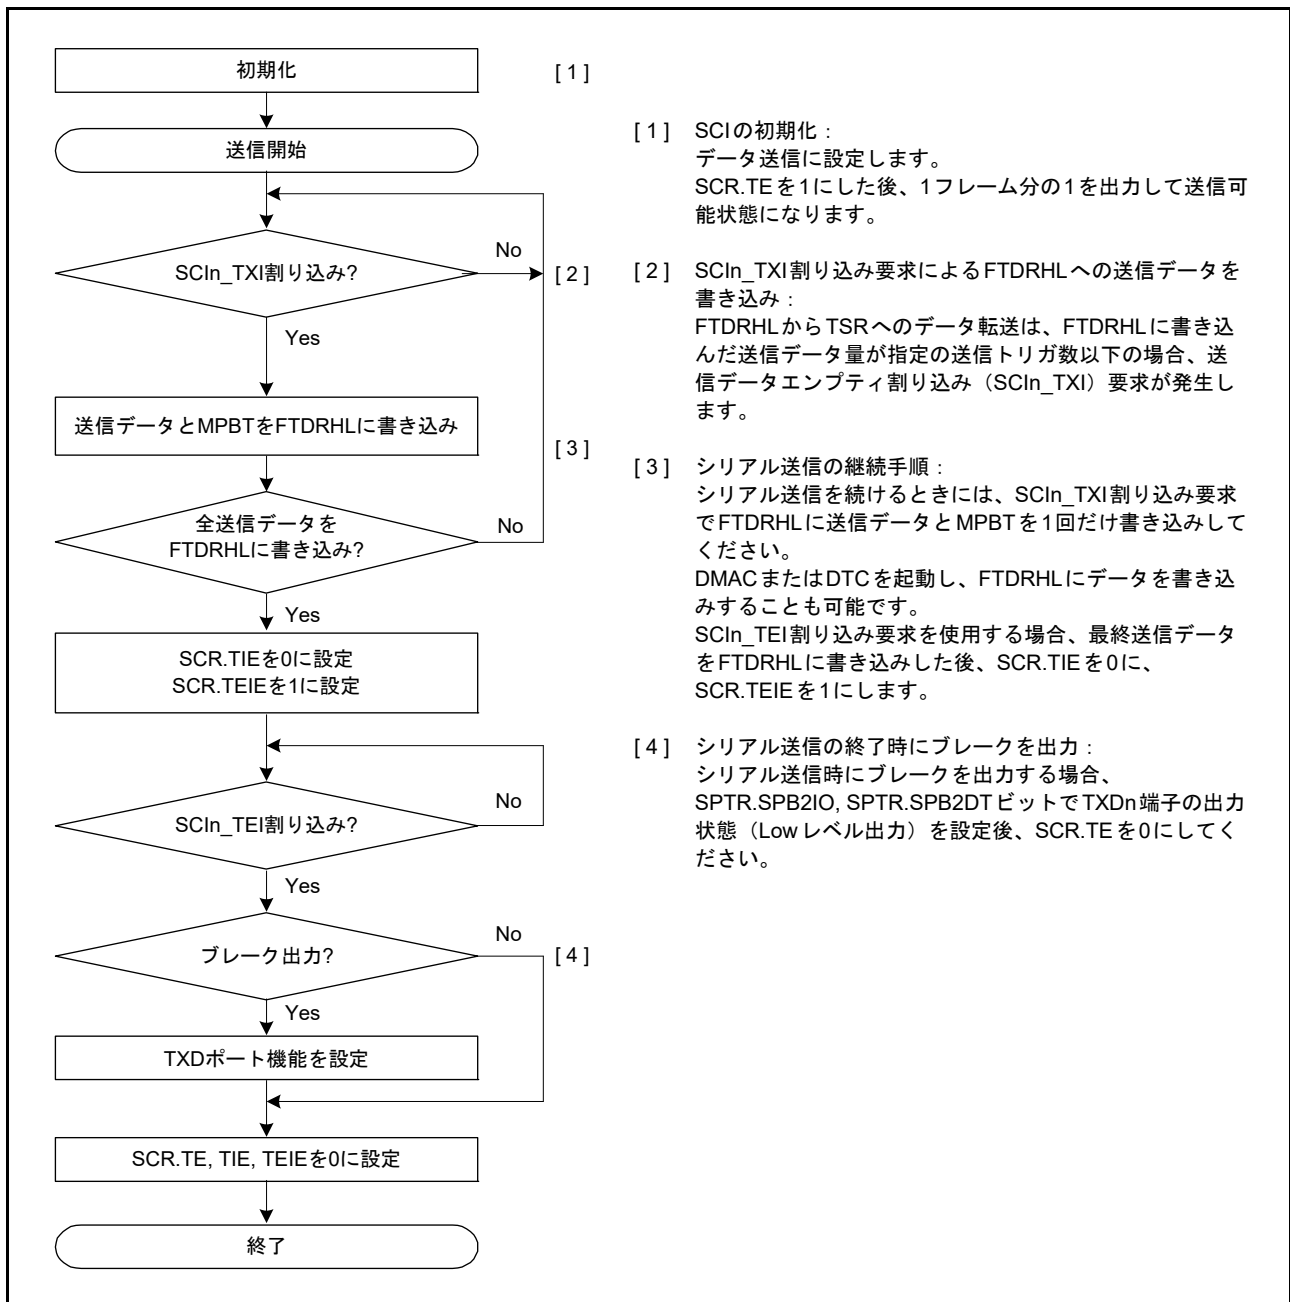 初期化
[ 1 ]
送信開始
SCIn_TXI割り込み?
No
[ 2 ]
Yes
送信データとMPBTをFTDRHLに書き込み
[ 3 ]
全送信データを
FTDRHLに書き込み?
No
Yes
SCR.TIEを0に設定
SCR.TEIEを1に設定
SCIn_TEI割り込み?
No
Yes
ブレーク出力?
No
[ 4 ]
Yes
TXDポート機能を設定
SCR.TE, TIE, TEIEを0に設定
終了
[ 1 ] SCIの初期化：
データ送信に設定します。
SCR.TEを1にした後、1フレーム分の1を出力して送信可
能状態になります。
[ 2 ] SCIn_TXI割り込み要求によるFTDRHLへの送信データを
書き込み：
FTDRHLからTSRへのデータ転送は、FTDRHLに書き込
んだ送信データ量が指定の送信トリガ数以下の場合、送
信データエンプティ割り込み（SCIn_TXI）要求が発生し
ます。
[ 3 ] シリアル送信の継続手順：
シリアル送信を続けるときには、SCIn_TXI割り込み要求
でFTDRHLに送信データとMPBTを1回だけ書き込みして
ください。
DMACまたはDTCを起動し、FTDRHLにデータを書き込
みすることも可能です。
SCIn_TEI割り込み要求を使用する場合、最終送信データ
をFTDRHLに書き込みした後、SCR.TIEを0に、
SCR.TEIEを1にします。
[ 4 ] シリアル送信の終了時にブレークを出力：
シリアル送信時にブレークを出力する場合、
SPTR.SPB2IO, SPTR.SPB2DTビットでTXDn端子の出力
状態（Lowレベル出力）を設定後、SCR.TEを0にしてく
ださい。